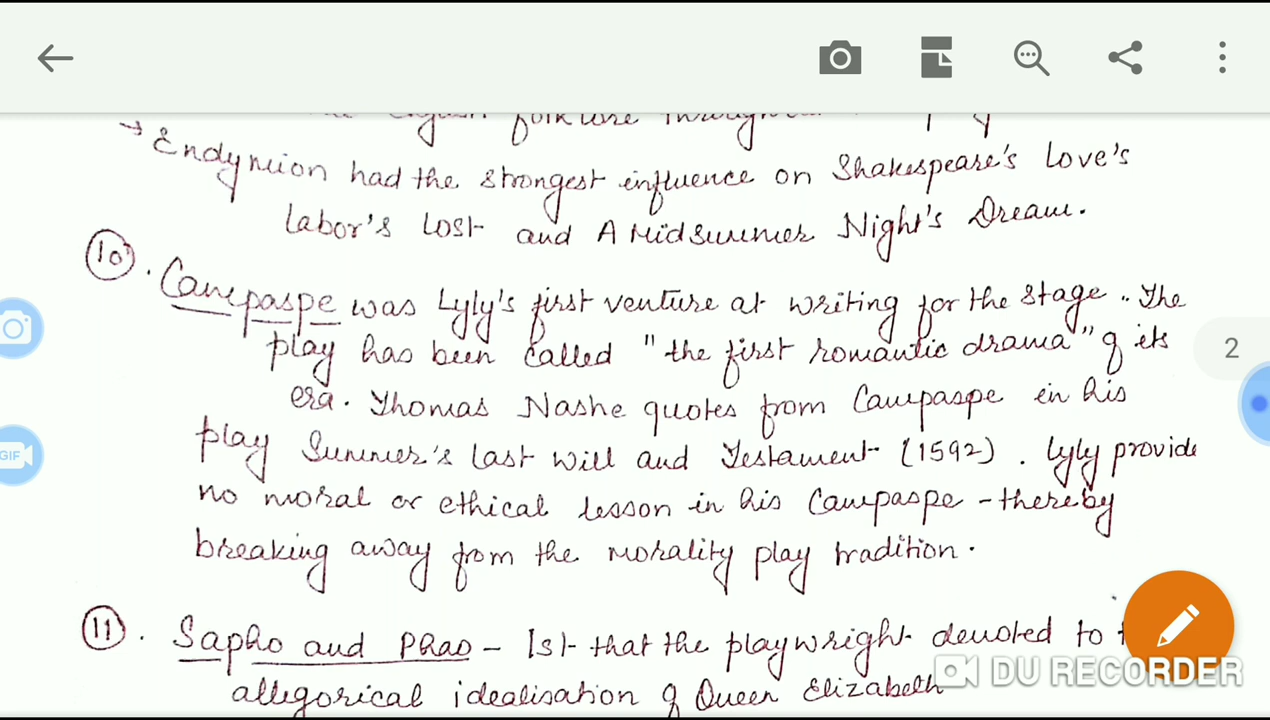 folklore
→ Endymion had the strongest influence on Shakespeare's Love's
Labor's Lost and A Midsummer Night's Dream.
10. Campaspe was Lyly's first venture at writing for the stage. The
play has been called "the first romantic drama" of its
2
era. Thomas Nashe quotes from Campaspe in his
play Summer's Last Will and Testament (1592). Lyly provide
GIF
no moral or ethical lesson in his Campaspe - thereby
breaking away from the morality play tradition.
11. Sapho and Phao - Ist that the playwright devoted to
allegorical idealisation of Queen Elizabeth
DU RECORDER